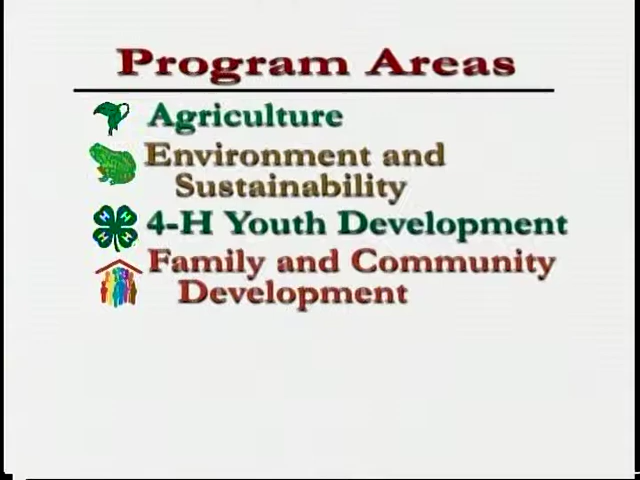 Program Areas
Agriculture
Environment and
Sustainability
4-H Youth Development
Family and Community
Development